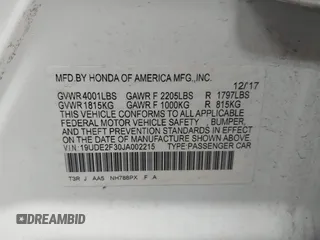 MFD. BY HONDA OF AMERICA MFG.,INC.
12/17
GVWR 4001LBS GAWR F 2205LBS R 1797LBS
GVWR 1815KG GAWR F 1000KG R 815KG
THIS VEHICLE CONFORMS TO ALL APPLICABLE
FEDERAL MOTOR VEHICLE SAFETY, BUMPER,
AND THEFT PREVENTION STANDARDS IN EFFECT
ON THE DATE OF MANUFACTURE SHOWN ABOVE.
V.I.N. 19UDE2F30JA002215 TYPE:PASSENGER CAR
T3R J AA5 NH788PX F A
© 2025 AUTOBIDMASTER